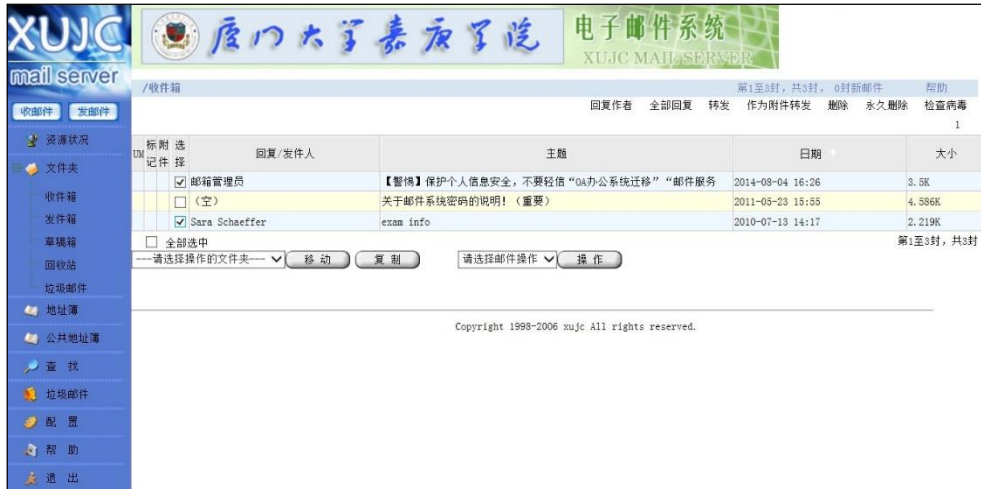 XUJC
mail server
厦门大学嘉庚学院
电子邮件系统
XUJC MAIL SERVER
收邮件 发邮件
资源状况
文件夹
收件箱
发件箱
草稿箱
回收站
垃圾邮件
地址簿
公共地址簿
查 找
垃圾邮件
配 置
帮 助
退 出
/收件箱 第1至3封，共3封， 0封新邮件 帮助
回复作者 全部回复 转发 作为附件转发 删除 永久删除 检查病毒
1
UM 标记 附件 选择 回复/发件人 主题 日期 大小
邮箱管理员 【警惕】保护个人信息安全，不要轻信“OA办公系统迁移”“邮件服务 2014-08-04 16:26 3.5K
（空） 关于邮件系统密码的说明！（重要） 2011-05-23 15:55 4.586K
Sara Schaeffer exam info 2010-07-13 14:17 2.219K
全部选中 第1至3封，共3封
---请选择操作的文件夹--- 移 动 复 制 请选择邮件操作 操 作
Copyright 1998-2006 xujc All rights reserved.